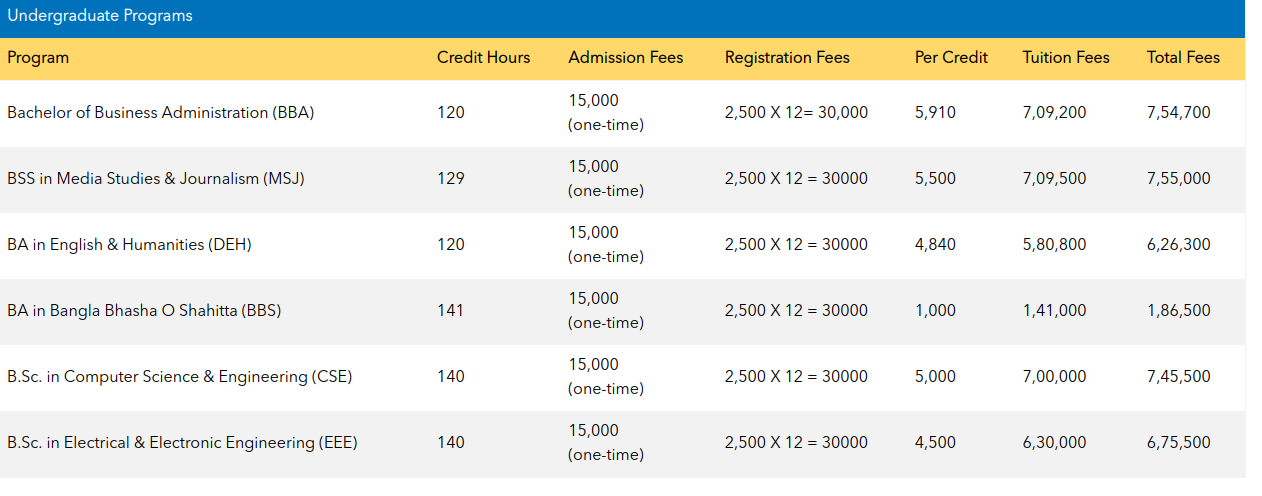 Undergraduate Programs
Program Credit Hours Admission Fees Registration Fees Per Credit Tuition Fees Total Fees
Bachelor of Business Administration (BBA) 120 15,000 (one-time) 2,500 X 12= 30,000 5,910 7,09,200 7,54,700
BSS in Media Studies & Journalism (MSJ) 129 15,000 (one-time) 2,500 X 12 = 30000 5,500 7,09,500 7,55,000
BA in English & Humanities (DEH) 120 15,000 (one-time) 2,500 X 12 = 30000 4,840 5,80,800 6,26,300
BA in Bangla Bhasha O Shahitta (BBS) 141 15,000 (one-time) 2,500 X 12 = 30000 1,000 1,41,000 1,86,500
B.Sc. in Computer Science & Engineering (CSE) 140 15,000 (one-time) 2,500 X 12 = 30000 5,000 7,00,000 7,45,500
B.Sc. in Electrical & Electronic Engineering (EEE) 140 15,000 (one-time) 2,500 X 12 = 30000 4,500 6,30,000 6,75,500